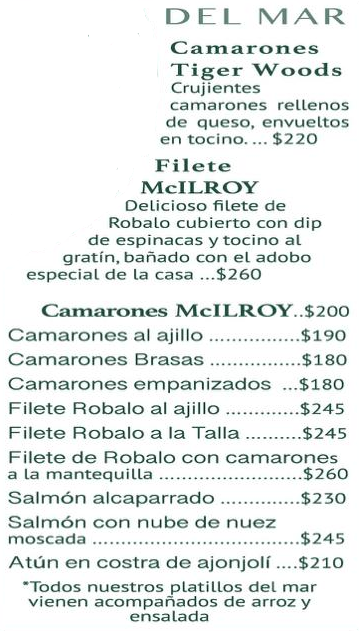 DEL MAR
Camarones
Tiger Woods
Crujientes
camarones rellenos
de queso, envueltos
en tocino. ... $220
Filete
McILROY
Delicioso filete de
Robalo cubierto con dip
de espinacas y tocino al
gratín, bañado con el adobo
especial de la casa ...$260
Camarones McILROY..$200
Camarones al ajillo ...............$190
Camarones Brasas ...............$180
Camarones empanizados ...$180
Filete Robalo al ajillo ............$245
Filete Robalo a la Talla ..........$245
Filete de Robalo con camarones
a la mantequilla .......................$260
Salmón alcaparrado .............$230
Salmón con nube de nuez
moscada ..................................$245
Atún en costra de ajonjolí ....$210
*Todos nuestros platillos del mar
vienen acompañados de arroz y
ensalada